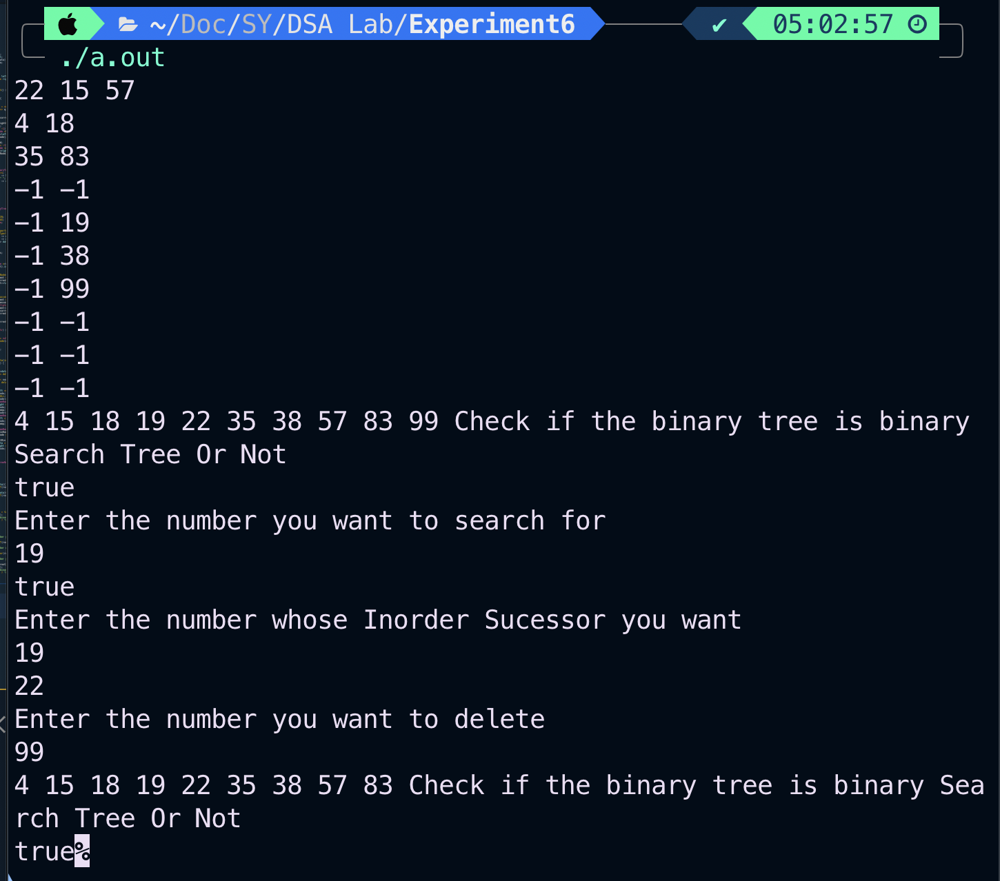 ~/Doc/SY/DSA Lab/Experiment6 ✔ 05:02:57
./a.out
22 15 57
4 18
35 83
-1 -1
-1 19
-1 38
-1 99
-1 -1
-1 -1
-1 -1
4 15 18 19 22 35 38 57 83 99 Check if the binary tree is binary
Search Tree Or Not
true
Enter the number you want to search for
19
true
Enter the number whose Inorder Sucessor you want
19
22
Enter the number you want to delete
99
4 15 18 19 22 35 38 57 83 Check if the binary tree is binary Sea
rch Tree Or Not
true%